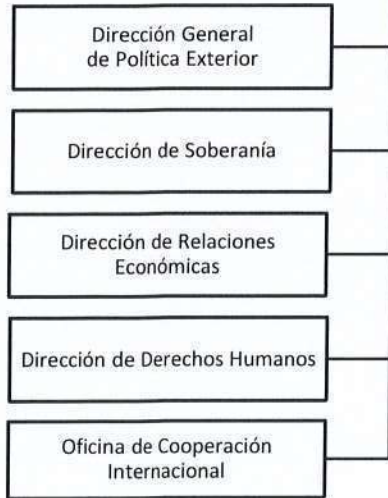 Dirección General
de Política Exterior
Dirección de Soberanía
Dirección de Relaciones
Económicas
Dirección de Derechos Humanos
Oficina de Cooperación
Internacional